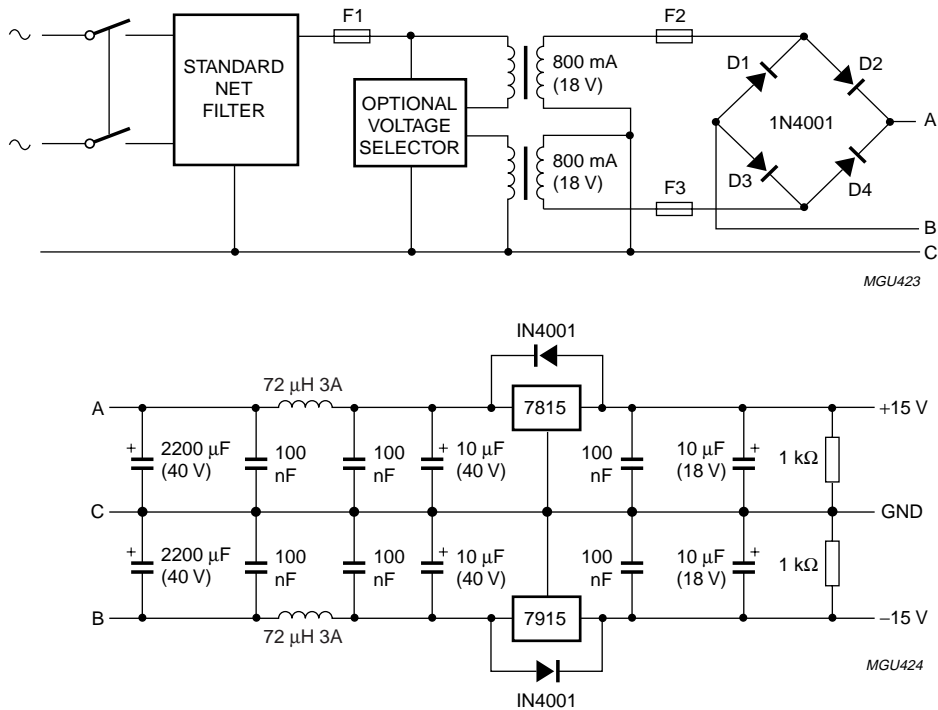 F1
F2
STANDARD
NET
FILTER
OPTIONAL
VOLTAGE
SELECTOR
800 mA
(18 V)
800 mA
(18 V)
D1
D2
1N4001
D3
D4
F3
A
B
C
MGU423
IN4001
72 μH 3A
A
7815
+15 V
2200 μF
(40 V)
100
nF
100
nF
10 μF
(40 V)
100
nF
10 μF
(18 V)
1 kΩ
C
GND
2200 μF
(40 V)
100
nF
100
nF
10 μF
(40 V)
100
nF
10 μF
(18 V)
1 kΩ
B
7915
–15 V
72 μH 3A
IN4001
MGU424